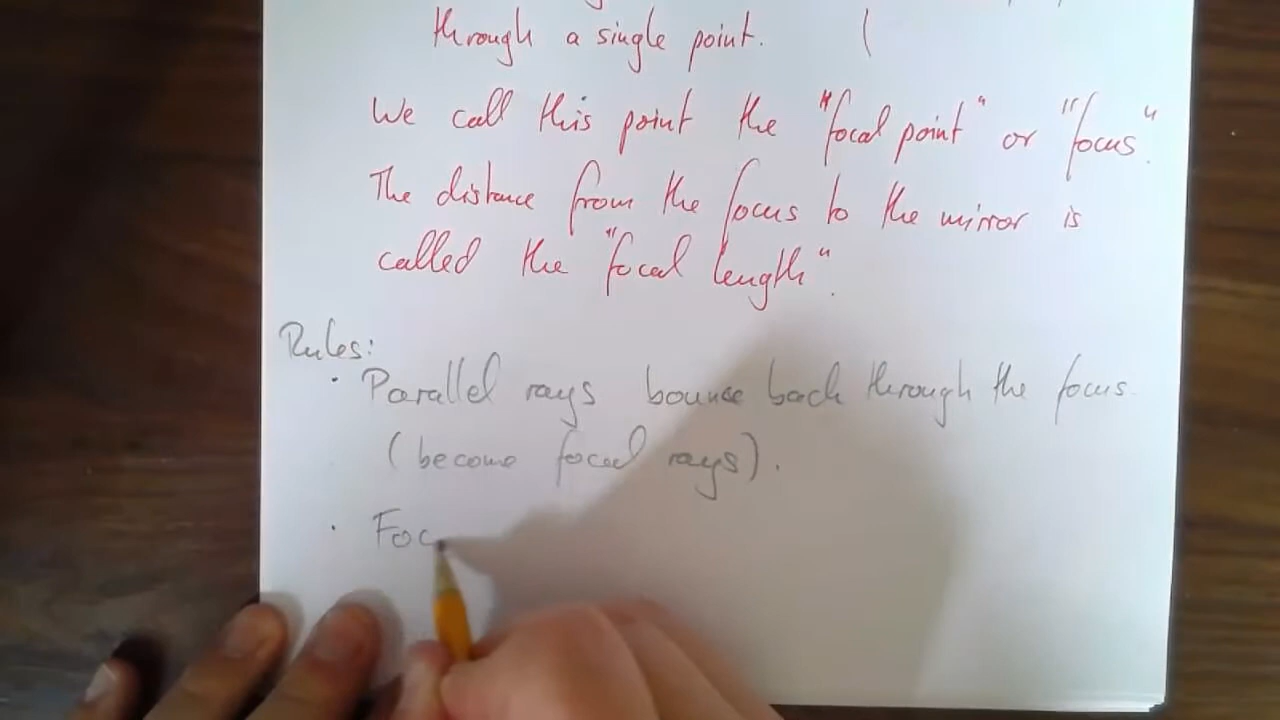 through a single point.
We call this point the "focal point" or "focus".
The distance from the focus to the mirror is
called the "focal length".
Rules:
· Parallel rays bounce back through the focus.
(become focal rays).
· Foc